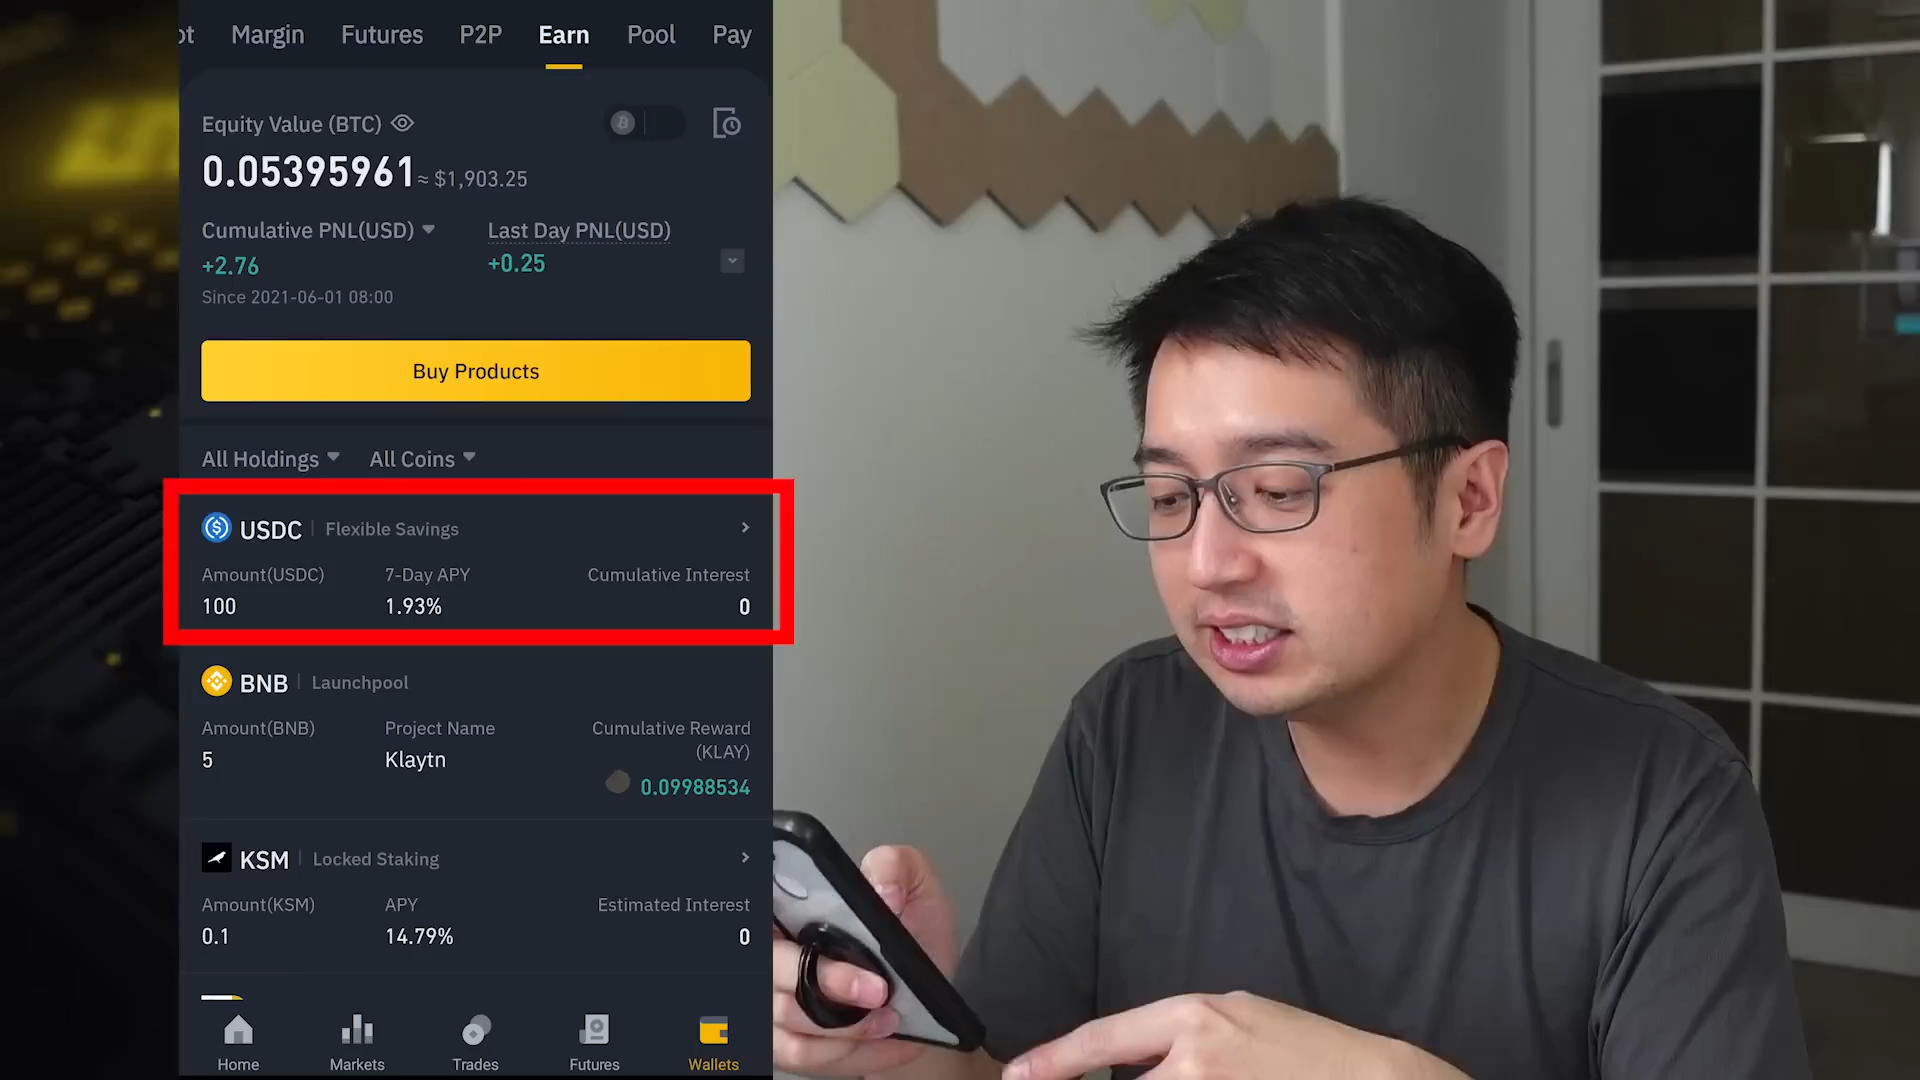 ot Margin Futures P2P Earn Pool Pay
Equity Value (BTC)
0.05395961 ≈ $1,903.25
Cumulative PNL(USD) Last Day PNL(USD)
+2.76 +0.25
Since 2021-06-01 08:00
Buy Products
All Holdings All Coins
USDC | Flexible Savings
Amount(USDC) 7-Day APY Cumulative Interest
100 1.93% 0
BNB | Launchpool
Amount(BNB) Project Name Cumulative Reward
(KLAY)
5 Klaytn
0.09988534
KSM | Locked Staking
Amount(KSM) APY Estimated Interest
0.1 14.79% 0
Home Markets Trades Futures Wallets